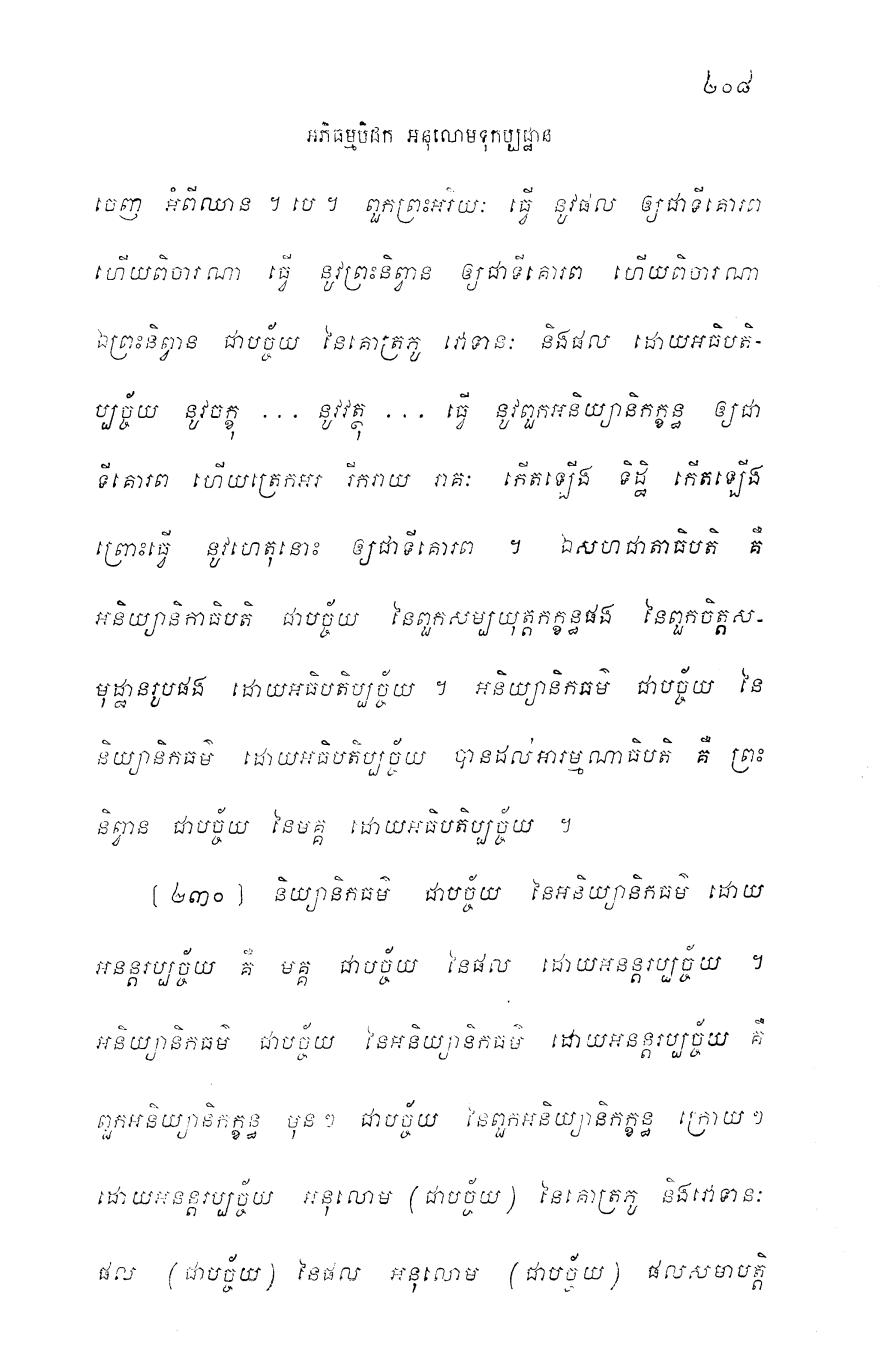 ២០៨
អភិធម្មបិដក អនុលោមទុកប្បដ្ឋាន
ចេញ អំពីឈាន ។ បេ ។ ពួកព្រះអរិយៈ ធ្វើ នូវផល ឲ្យជាទីគោរព
ហើយពិចារណា ធ្វើ នូវព្រះនិព្វាន ឲ្យជាទីគោរព ហើយពិចារណា
ឯព្រះនិព្វាន ជាបច្ច័យ នៃគោត្រភូ វោទានៈ និងផល ដោយអធិបតិ-
ប្បច្ច័យ នូវចក្ខុ ... នូវវត្ថុ ... ធ្វើ នូវពួកអនិយ្យានិកក្ខន្ធ ឲ្យជា
ទីគោរព ហើយត្រេកអរ រីករាយ រាគៈ កើតឡើង ទិដ្ឋិ កើតឡើង
ព្រោះធ្វើ នូវហេតុនោះ ឲ្យជាទីគោរព ។ ឯសហជាតាធិបតិ គឺ
អនិយ្យានិកាធិបតិ ជាបច្ច័យ នៃពួកសម្បយុត្តកក្ខន្ធផង នៃពួកចិត្តស-
មុដ្ឋានរូបផង ដោយអធិបតិប្បច្ច័យ ។ អនិយ្យានិកធម៌ ជាបច្ច័យ នៃ
និយ្យានិកធម៌ ដោយអធិបតិប្បច្ច័យ បានដល់អារម្មណាធិបតិ គឺ ព្រះ
និព្វាន ជាបច្ច័យ នៃមគ្គ ដោយអធិបតិប្បច្ច័យ ។
[ ២៣០ ] និយ្យានិកធម៌ ជាបច្ច័យ នៃអនិយ្យានិកធម៌ ដោយ
អនន្តរប្បច្ច័យ គឺ មគ្គ ជាបច្ច័យ នៃផល ដោយអនន្តរប្បច្ច័យ ។
អនិយ្យានិកធម៌ ជាបច្ច័យ នៃអនិយ្យានិកធម៌ ដោយអនន្តរប្បច្ច័យ គឺ
ពួកអនិយ្យានិកក្ខន្ធ មុន ៗ ជាបច្ច័យ នៃពួកអនិយ្យានិកក្ខន្ធ ក្រោយ ៗ
ដោយអនន្តរប្បច្ច័យ អនុលោម ( ជាបច្ច័យ ) នៃគោត្រភូ និងវោទានៈ
ផល ( ជាបច្ច័យ ) នៃផល អនុលោម ( ជាបច្ច័យ ) ផលសមាបត្តិ